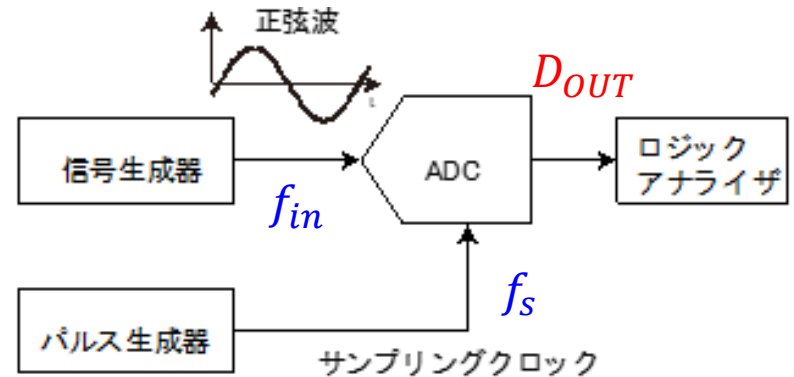 正弦波
t
D_OUT
信号生成器
ADC
ロジック
アナライザ
f_in
f_s
パルス生成器
サンプリングクロック